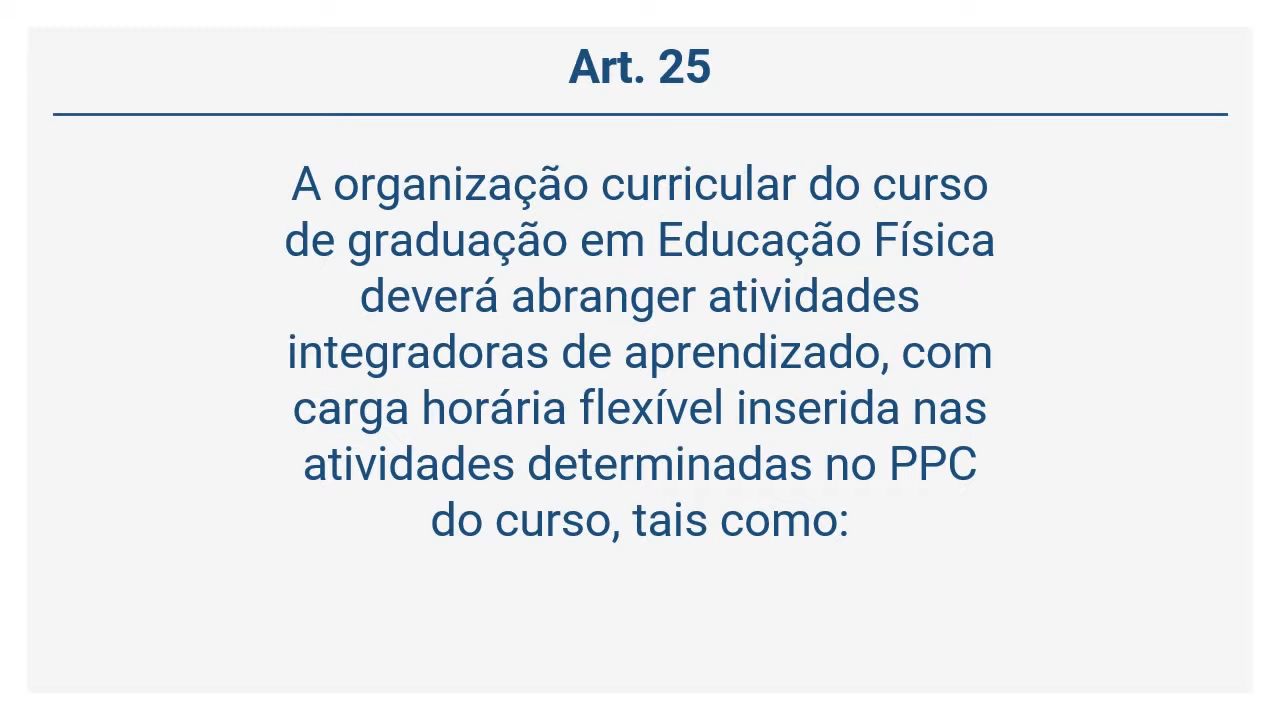 Art. 25
A organização curricular do curso
de graduação em Educação Física
deverá abranger atividades
integradoras de aprendizado, com
carga horária flexível inserida nas
atividades determinadas no PPC
do curso, tais como: